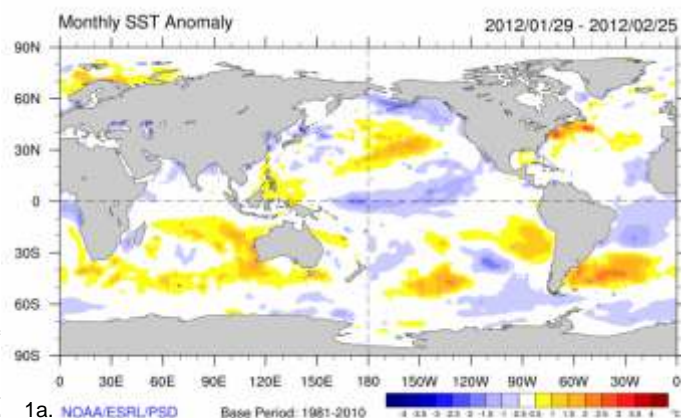 Monthly SST Anomaly 2012/01/29 - 2012/02/25
90N
60N
30N
0
30S
60S
90S
0 30E 60E 90E 120E 150E 180 150W 120W 90W 60W 30W 0
1a. NOAA/ESRL/PSD Base Period: 1981-2010